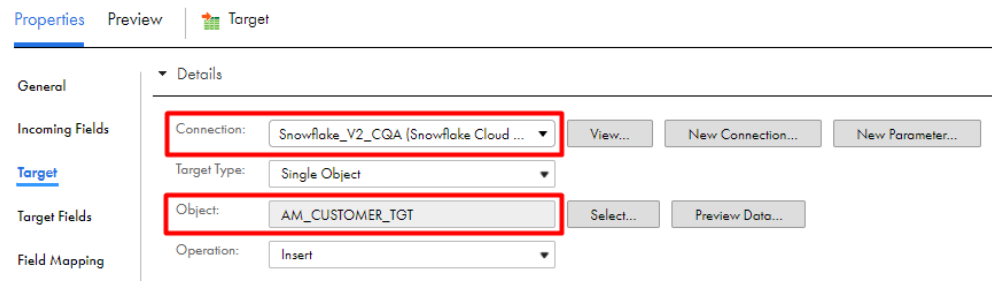 Properties Preview Target
Details
General
Connection: Snowflake_V2_CQA (Snowflake Cloud ... View... New Connection... New Parameter...
Incoming Fields
Target Type: Single Object
Target
Object: AM_CUSTOMER_TGT Select... Preview Data...
Target Fields
Operation: Insert
Field Mapping